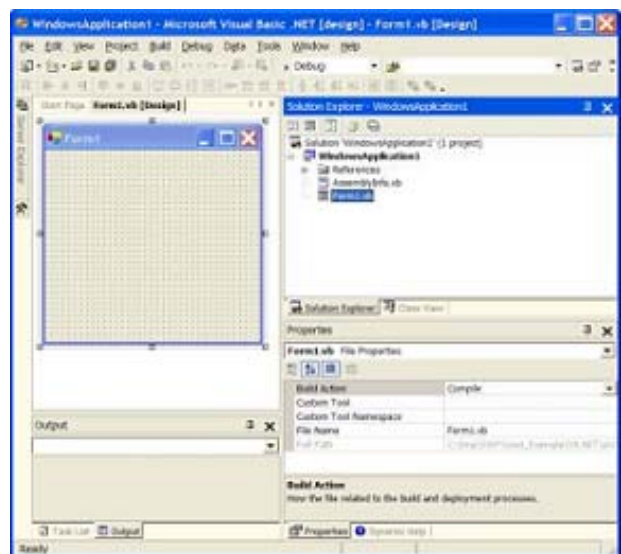 WindowsApplication1 - Microsoft Visual Basic .NET [design] - Form1.vb [Design]
File Edit View Project Build Debug Data Tools Window Help
Debug
Start Page Form1.vb [Design]
Solution Explorer - WindowsApplication1
Server Explorer
Form1
Solution 'WindowsApplication1' (1 project)
WindowsApplication1
References
AssemblyInfo.vb
Form1.vb
Solution Explorer Class View
Properties
Form1.vb File Properties
Build Action Compile
Custom Tool
Custom Tool Namespace
File Name Form1.vb
Full Path
Output
Build Action
How the file related to the build and deployment processes.
Task List Output
Properties Dynamic Help
Ready